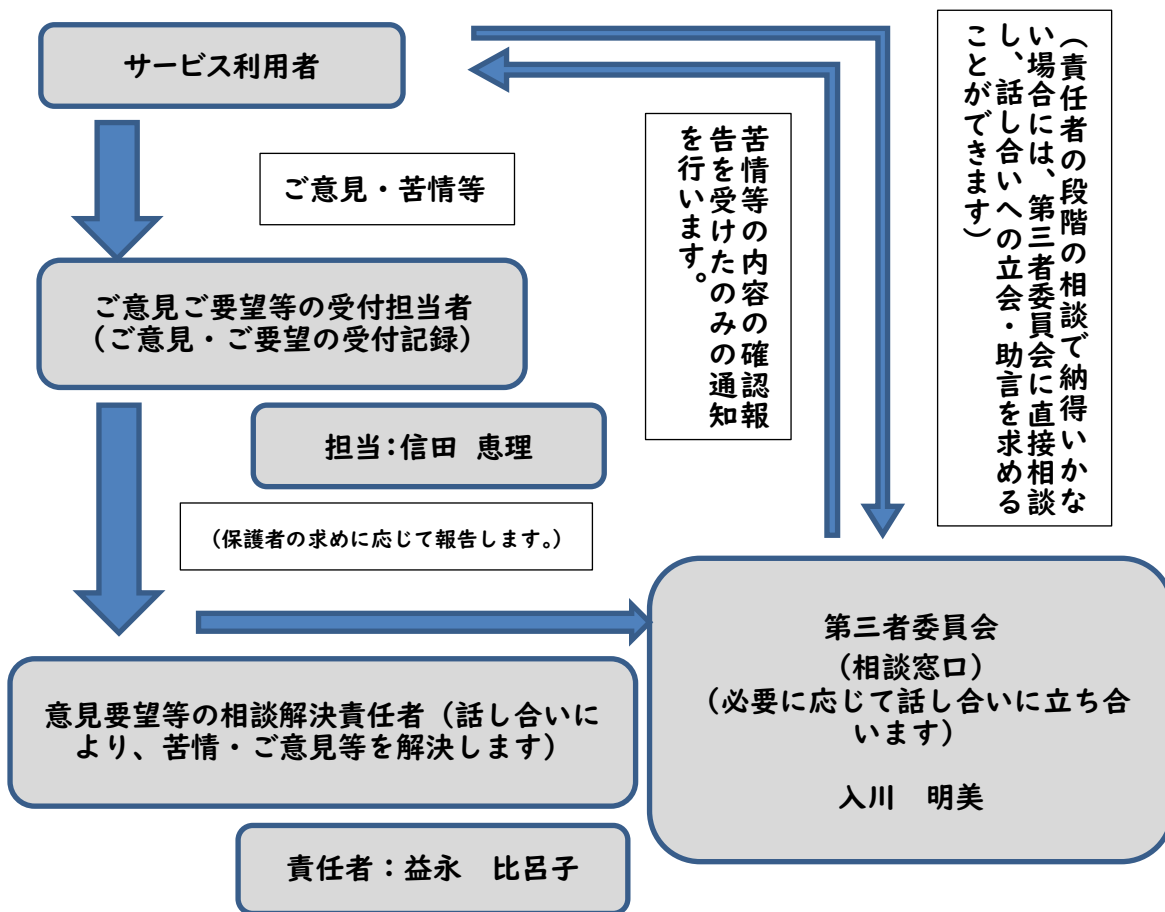 サービス利用者
ご意見・苦情等
ご意見ご要望等の受付担当者
(ご意見・ご要望の受付記録)
担当:信田 恵理
(保護者の求めに応じて報告します。)
意見要望等の相談解決責任者(話し合いに
より、苦情・ご意見等を解決します)
責任者:益永 比呂子
苦情等の内容の確認報
告を受けたのみの通知
を行います。
(責任者の段階の相談で納得いかな
い場合には、第三者委員会に直接相談
し、話し合いへの立会・助言を求める
ことができます)
第三者委員会
(相談窓口)
(必要に応じて話し合いに立ち合
います)
入川 明美